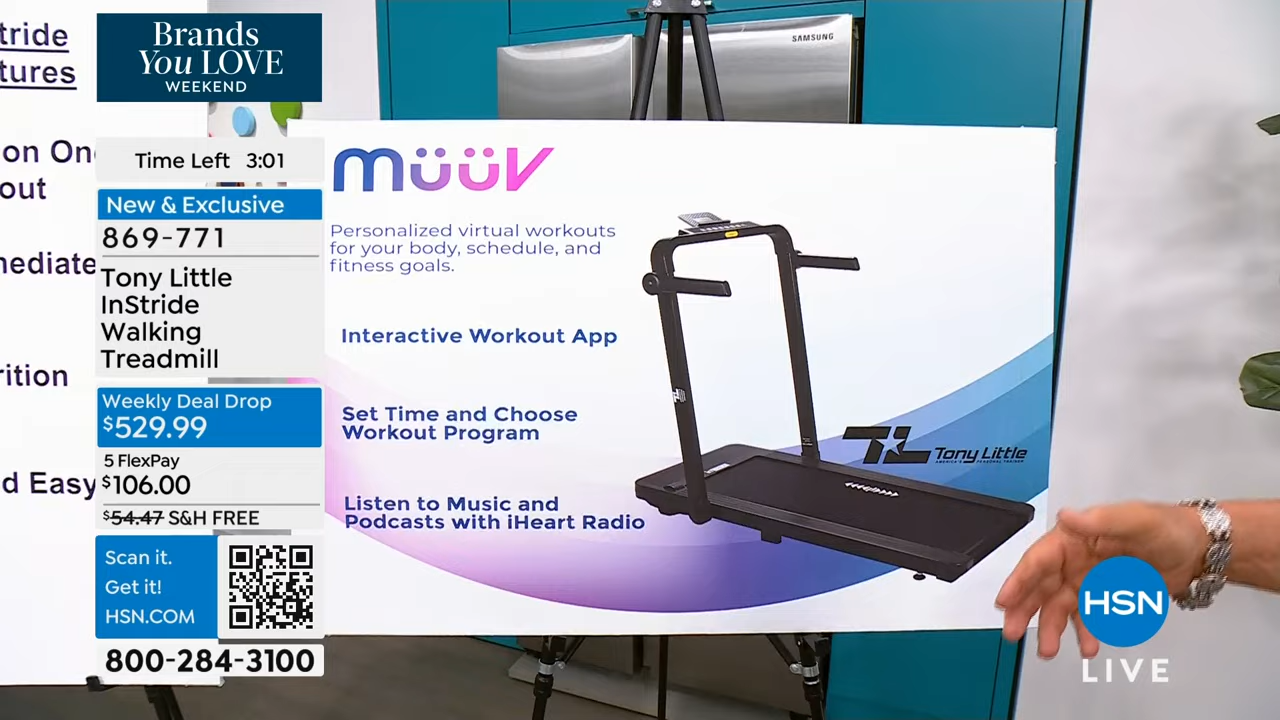 tride
tures
on On
out
nediate
rition
d Easy
Brands
You LOVE
WEEKEND
Time Left 3:01
New & Exclusive
869-771
Tony Little
InStride
Walking
Treadmill
Weekly Deal Drop
$529.99
5 FlexPay
$106.00
$54.47 S&H FREE
Scan it.
Get it!
HSN.COM
800-284-3100
SAMSUNG
müüv
Personalized virtual workouts
for your body, schedule, and
fitness goals.
Interactive Workout App
Set Time and Choose
Workout Program
Listen to Music and
Podcasts with iHeart Radio
TL Tony Little
AMERICA'S PERSONAL TRAINER
HSN
LIVE